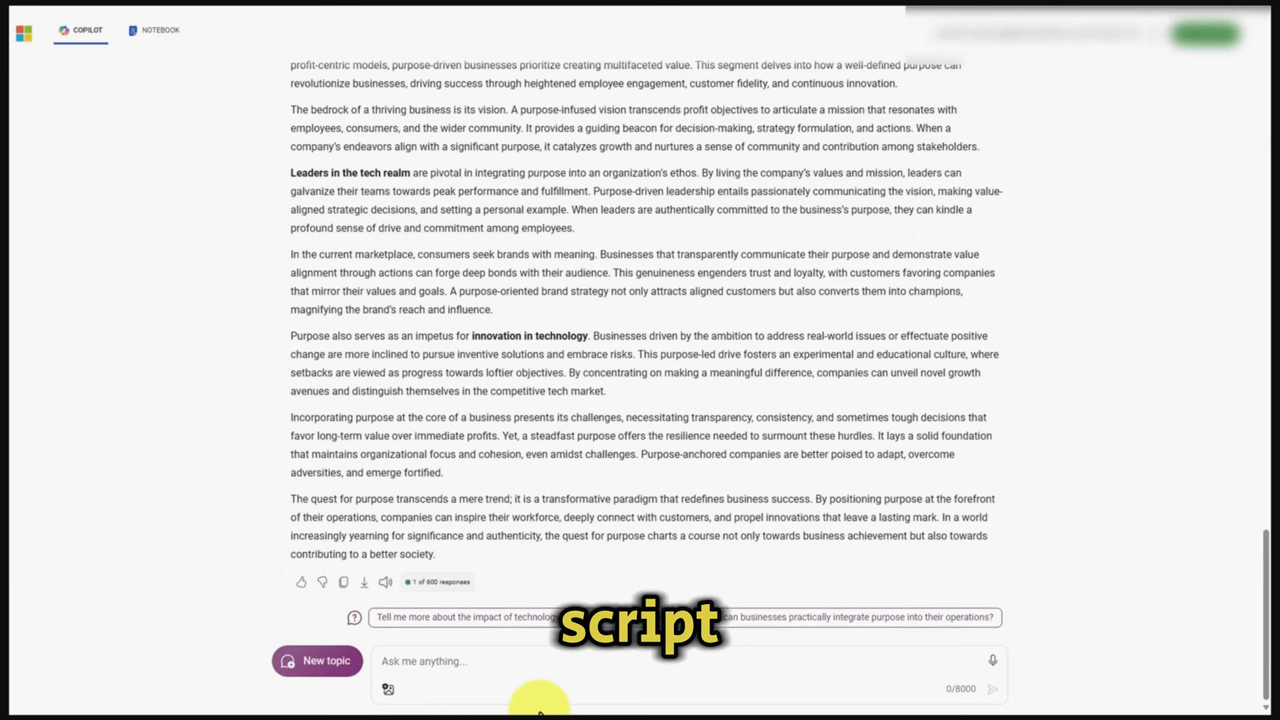 COPILOT
NOTEBOOK
profit-centric models, purpose-driven businesses prioritize creating multifaceted value. This segment delves into how a well-defined purpose can
revolutionize businesses, driving success through heightened employee engagement, customer fidelity, and continuous innovation.
The bedrock of a thriving business is its vision. A purpose-infused vision transcends profit objectives to articulate a mission that resonates with
employees, consumers, and the wider community. It provides a guiding beacon for decision-making, strategy formulation, and actions. When a
company's endeavors align with a significant purpose, it catalyzes growth and nurtures a sense of community and contribution among stakeholders.
Leaders in the tech realm are pivotal in integrating purpose into an organization's ethos. By living the company's values and mission, leaders can
galvanize their teams towards peak performance and fulfillment. Purpose-driven leadership entails passionately communicating the vision, making value-
aligned strategic decisions, and setting a personal example. When leaders are authentically committed to the business's purpose, they can kindle a
profound sense of drive and commitment among employees.
In the current marketplace, consumers seek brands with meaning. Businesses that transparently communicate their purpose and demonstrate value
alignment through actions can forge deep bonds with their audience. This genuineness engenders trust and loyalty, with customers favoring companies
that mirror their values and goals. A purpose-oriented brand strategy not only attracts aligned customers but also converts them into champions,
magnifying the brand's reach and influence.
Purpose also serves as an impetus for innovation in technology. Businesses driven by the ambition to address real-world issues or effectuate positive
change are more inclined to pursue inventive solutions and embrace risks. This purpose-led drive fosters an experimental and educational culture, where
setbacks are viewed as progress towards loftier objectives. By concentrating on making a meaningful difference, companies can unveil novel growth
avenues and distinguish themselves in the competitive tech market.
Incorporating purpose at the core of a business presents its challenges, necessitating transparency, consistency, and sometimes tough decisions that
favor long-term value over immediate profits. Yet, a steadfast purpose offers the resilience needed to surmount these hurdles. It lays a solid foundation
that maintains organizational focus and cohesion, even amidst challenges. Purpose-anchored companies are better poised to adapt, overcome
adversities, and emerge fortified.
The quest for purpose transcends a mere trend; it is a transformative paradigm that redefines business success. By positioning purpose at the forefront
of their operations, companies can inspire their workforce, deeply connect with customers, and propel innovations that leave a lasting mark. In a world
increasingly yearning for significance and authenticity, the quest for purpose charts a course not only towards business achievement but also towards
contributing to a better society.
1 of 600 responses
Tell me more about the impact of technology
can businesses practically integrate purpose into their operations?
script
New topic
Ask me anything...
0/8000